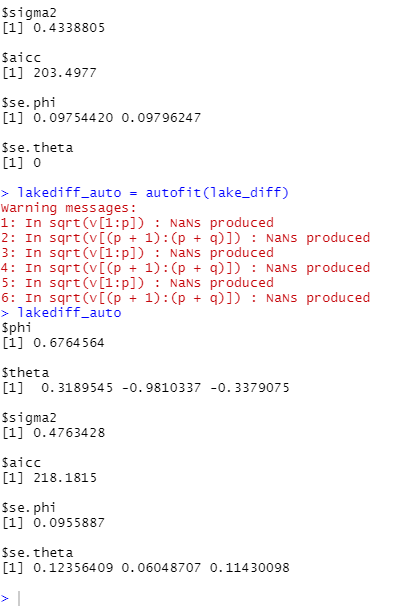 $sigma2
[1] 0.4338805
$aicc
[1] 203.4977
$se.phi
[1] 0.09754420 0.09796247
$se.theta
[1] 0
> lakediff_auto = autofit(lake_diff)
Warning messages:
1: In sqrt(v[1:p]) : NaNs produced
2: In sqrt(v[(p + 1):(p + q)]) : NaNs produced
3: In sqrt(v[1:p]) : NaNs produced
4: In sqrt(v[(p + 1):(p + q)]) : NaNs produced
5: In sqrt(v[1:p]) : NaNs produced
6: In sqrt(v[(p + 1):(p + q)]) : NaNs produced
> lakediff_auto
$phi
[1] 0.6764564
$theta
[1]  0.3189545 -0.9810337 -0.3379075
$sigma2
[1] 0.4763428
$aicc
[1] 218.1815
$se.phi
[1] 0.0955887
$se.theta
[1] 0.12356409 0.06048707 0.11430098
>